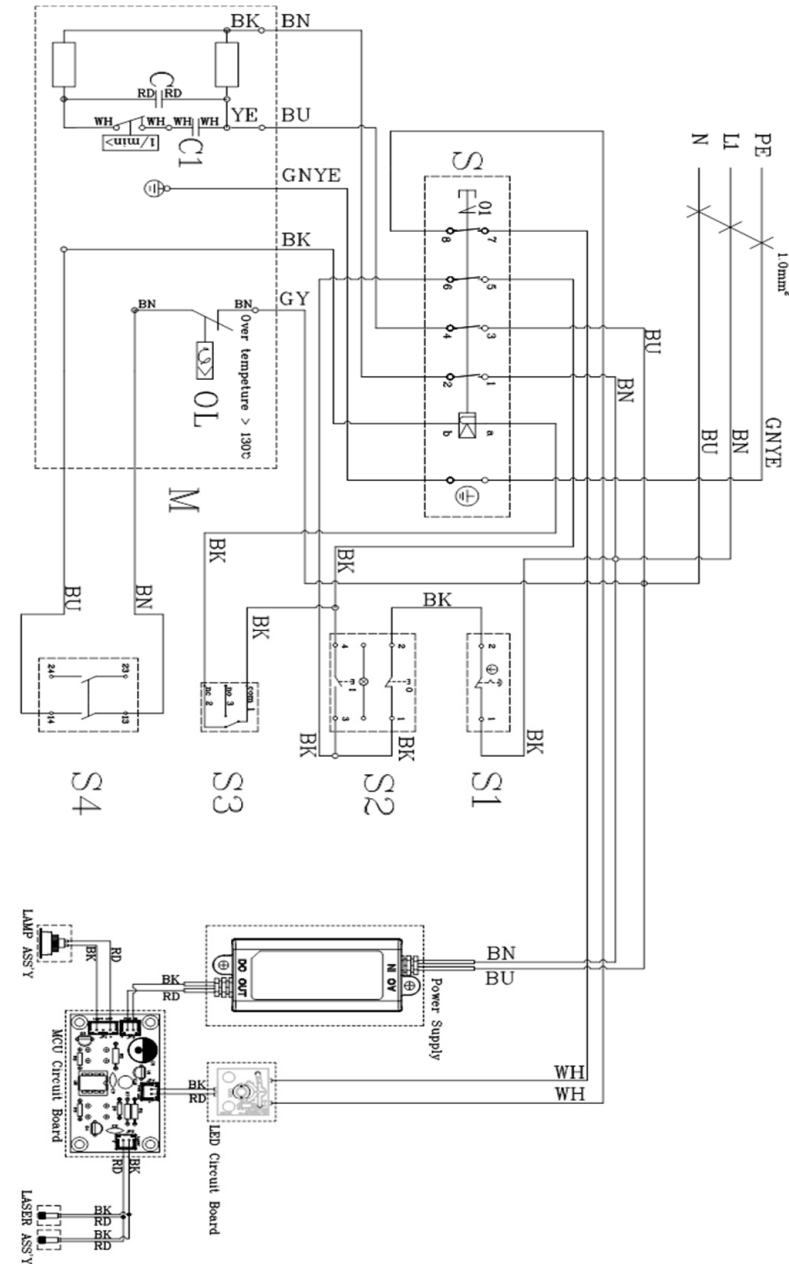 BK BN
C
RD RD
WH WH WH WH
1/min>
C1
YE BU
GNYE
BK
BN BN GY
Over tempeture > 130℃
OL
M
S
01
8 7
6 5
4 3
2 1
b a
N
L1
PE
1.0mm²
BU
BN
BU
BN
GNYE
BK
BK
BK
BK
BU
BN
24 23
14 13
S4
com 1
no 3
nc 2
S3
4 2
3 1
BK
BK
S2
2
1
BK
S1
LAMP ASS'Y
RD
BK
BK
RD
DC OUT
IN OV
Power Supply
BN
BU
MCU Circuit Board
BK
RD
LED Circuit Board
WH
WH
BK
RD
BK
RD
BK
RD
LASER ASS'Y